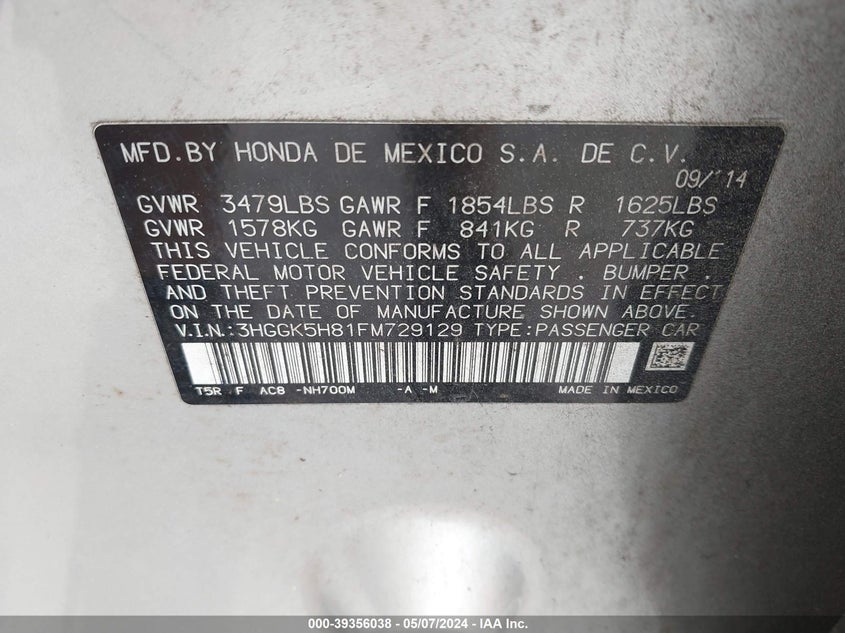 MFD.BY HONDA DE MEXICO S.A. DE C.V.
09/'14
GVWR 3479LBS GAWR F 1854LBS R 1625LBS
GVWR 1578KG GAWR F 841KG R 737KG
THIS VEHICLE CONFORMS TO ALL APPLICABLE
FEDERAL MOTOR VEHICLE SAFETY . BUMPER .
AND THEFT PREVENTION STANDARDS IN EFFECT
ON THE DATE OF MANUFACTURE SHOWN ABOVE.
V.I.N:3HGGK5H81FM729129 TYPE:PASSENGER CAR
T5R F AC8 -NH700M -A -M MADE IN MEXICO
000-39356038 - 05/07/2024 - IAA Inc.